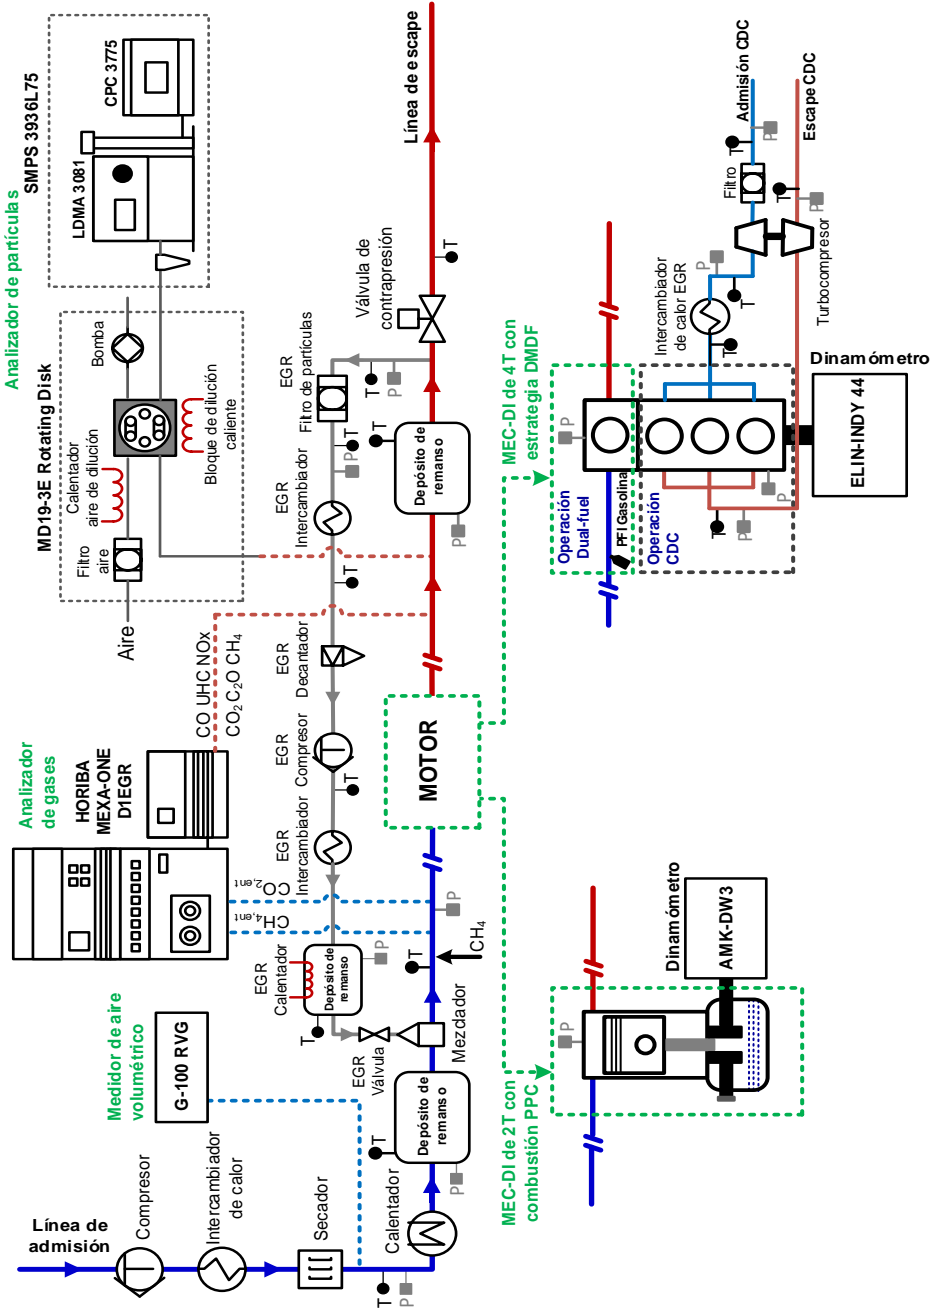 Línea de
admisión
Compresor
Intercambiador
de calor
Secador
T
P
Medidor de aire
volumétrico
G-100 RVG
Calentador
T
P
Depósito de
remanso
Mezdador
EGR
Válvula
T
EGR
Calentador
Depósito de
remanso
P
T
CH₄
P
CH₄,ent
CO₂,ent
Analizador
de gases
HORIBA
MEXA-ONE
D1EGR
CO UHC NOx
CO₂ C₂O CH₄
EGR
Intercambiador
T
EGR
Compresor
EGR
Decantador
T
EGR
Intercambiador
P
T
EGR
Filtro de partículas
T
P
MOTOR
P
T
Depósito de
remanso
Válvula de
contrapresión
T
Línea de escape
Analizador de partículas
MD19-3E Rotating Disk
Aire
Filtro
aire
Calentador
aire de dilución
Bloque de dilución
caliente
Bomba
SMPS 3936L75
LDMA 3081
CPC 3775
MEC-DI de 2T con
combustión PPC
P
Dinamómetro
AMK-DW3
MEC-DI de 4T con
estrategia DMDF
P
Operación
Dual-fuel
PFI Gasolina
Operación
CDC
T
P
P
Dinamómetro
ELIN-INDY 44
Intercambiador
de calor EGR
T
T
P
Turbocompresor
Filtro
T
P
T
P
Admisión CDC
Escape CDC